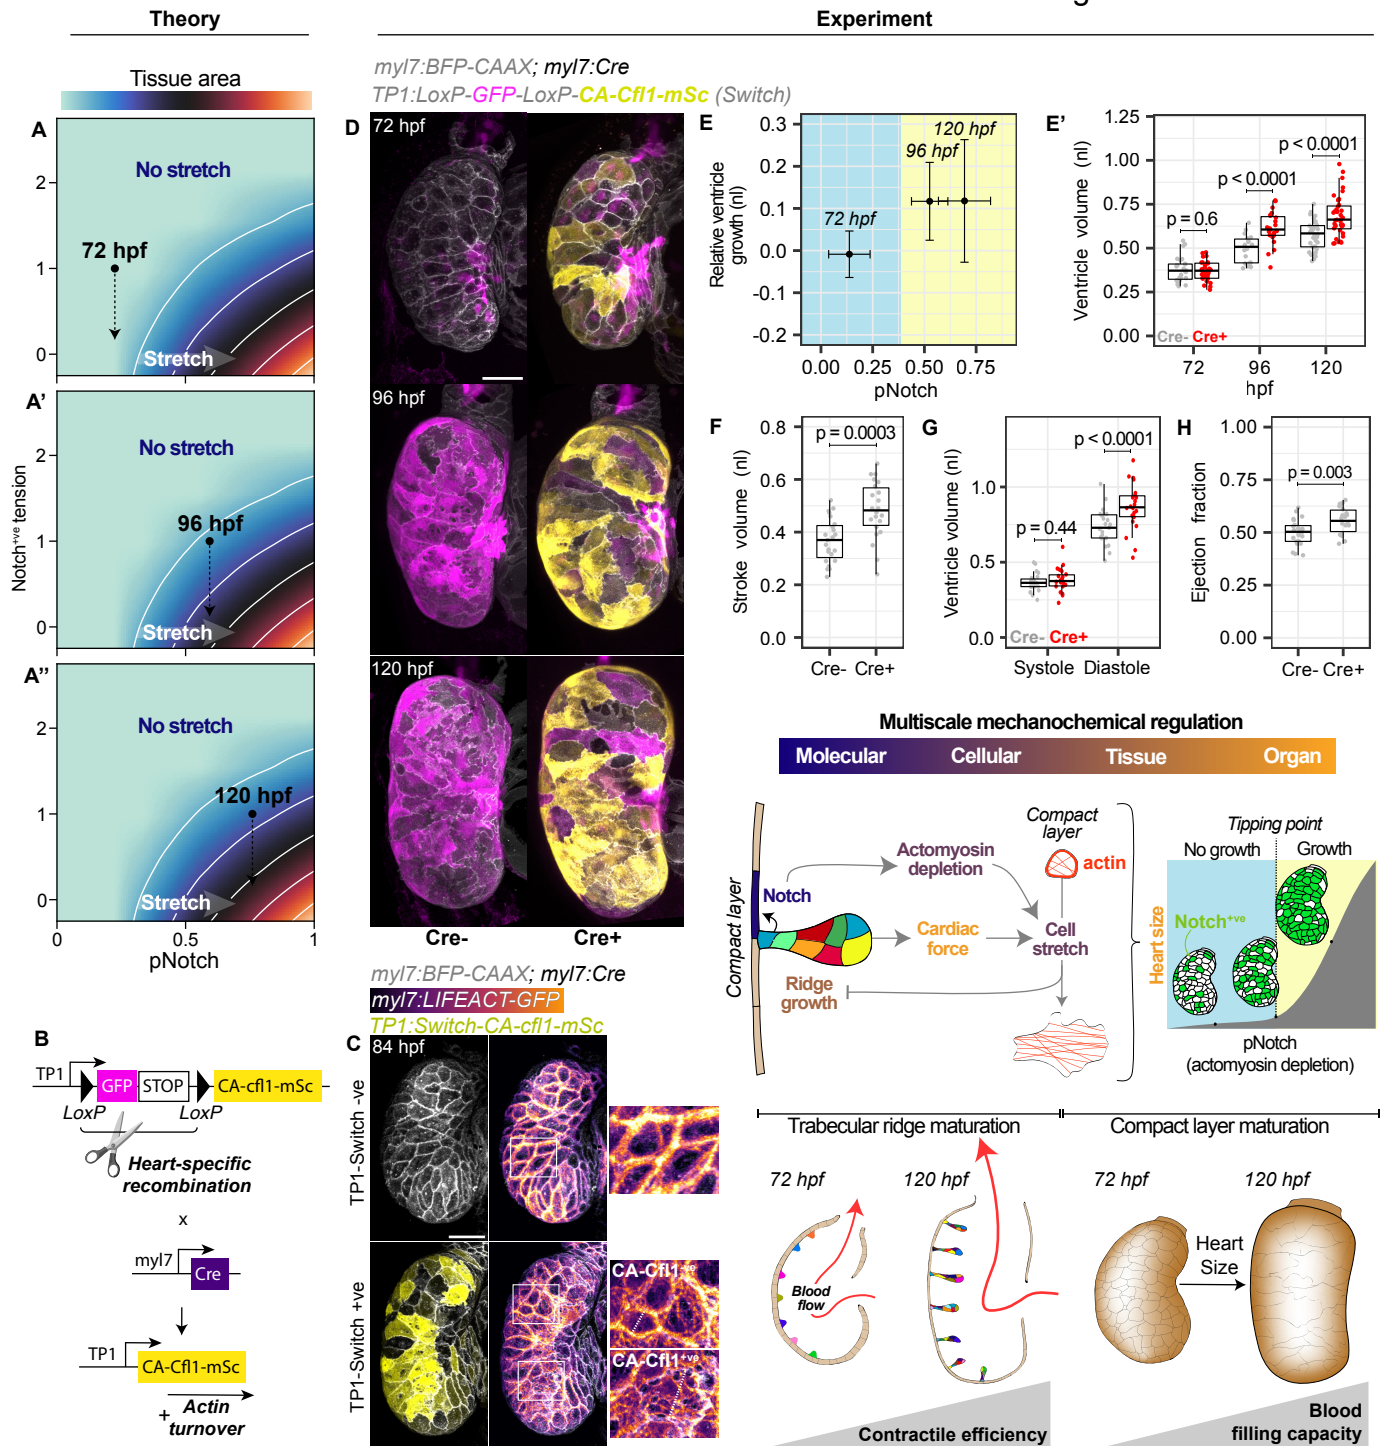 Theory
Experiment
Tissue area
myl7:BFP-CAAX; myl7:Cre
TP1:LoxP-GFP-LoxP-CA-Cfl1-mSc (Switch)
A
No stretch
2
72 hpf
1
0
Stretch
A'
No stretch
2
96 hpf
1
0
Stretch
Notch+ve tension
A''
No stretch
2
120 hpf
1
0
Stretch
0
0.5
1
pNotch
D
72 hpf
96 hpf
120 hpf
Cre-
Cre+
E
0.3
0.2
0.1
0.0
-0.1
-0.2
Relative ventricle
growth (nl)
72 hpf
96 hpf
120 hpf
0.00
0.25
0.50
0.75
pNotch
E'
1.25
1.00
0.75
0.50
0.25
0.00
Ventricle volume (nl)
p = 0.6
p < 0.0001
p < 0.0001
Cre- Cre+
72
96
120
hpf
F
0.8
0.6
0.4
0.2
0.0
Stroke volume (nl)
p = 0.0003
Cre- Cre+
G
1.0
0.5
0.0
Ventricle volume (nl)
p = 0.44
p < 0.0001
Cre- Cre+
Systole Diastole
H
1.00
0.75
0.50
0.25
0.00
Ejection fraction
p = 0.003
Cre- Cre+
B
TP1
GFP
STOP
CA-cfl1-mSc
LoxP
LoxP
Heart-specific
recombination
x
myl7
Cre
TP1
CA-Cfl1-mSc
+ Actin
turnover
myl7:BFP-CAAX; myl7:Cre
myl7:LIFEACT-GFP
TP1:Switch-CA-cfl1-mSc
C
84 hpf
TP1-Switch -ve
TP1-Switch +ve
CA-Cfl1-ve
CA-Cfl1+ve
Multiscale mechanochemical regulation
Molecular
Cellular
Tissue
Organ
Compact layer
Notch
Actomyosin
depletion
Cardiac
force
Cell
stretch
Ridge
growth
Compact
layer
actin
Tipping point
No growth
Growth
Heart size
Notch+ve
pNotch
(actomyosin depletion)
Trabecular ridge maturation
72 hpf
120 hpf
Blood
flow
Contractile efficiency
Compact layer maturation
72 hpf
120 hpf
Heart
Size
Blood
filling capacity